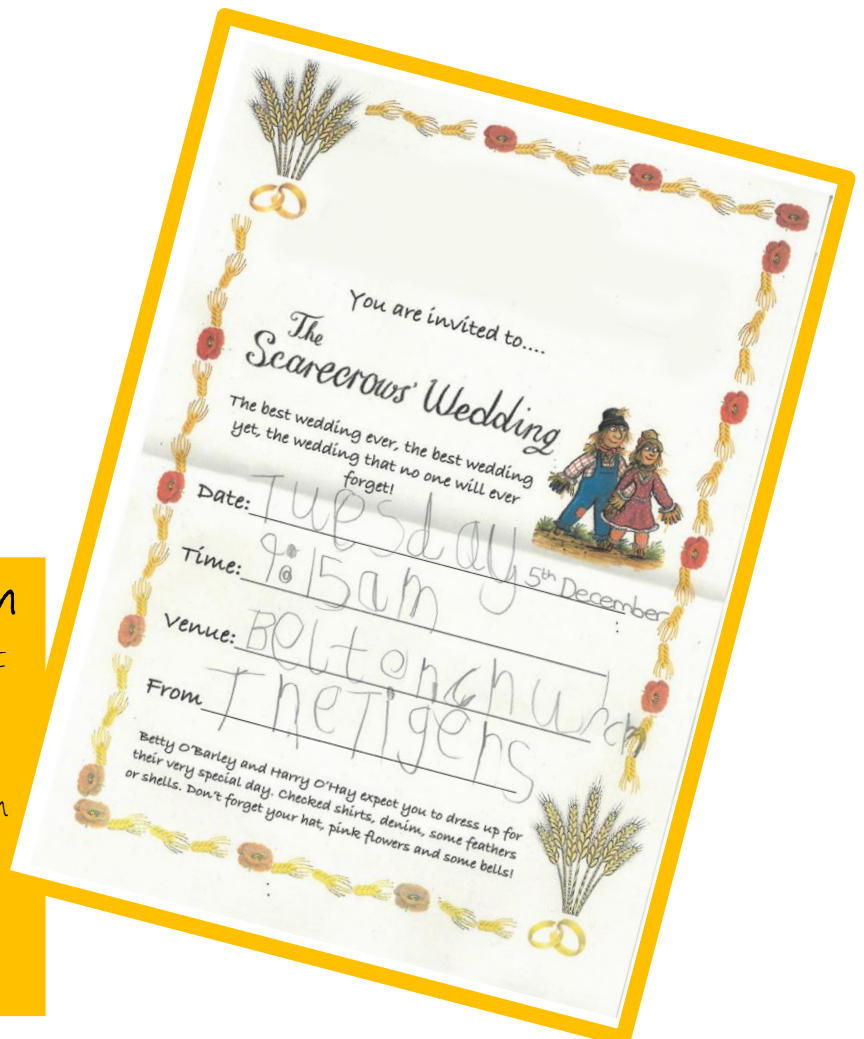 You are invited to....
The
Scarecrows' Wedding
The best wedding ever, the best wedding
yet, the wedding that no one will ever
forget!
Date: Tuesday 5th December
Time: 9:15am
Venue: Belton church
From The Tigers
Betty O'Barley and Harry O'Hay expect you to dress up for
their very special day. Checked shirts, denim, some feathers
or shells. Don't forget your hat, pink flowers and some bells!